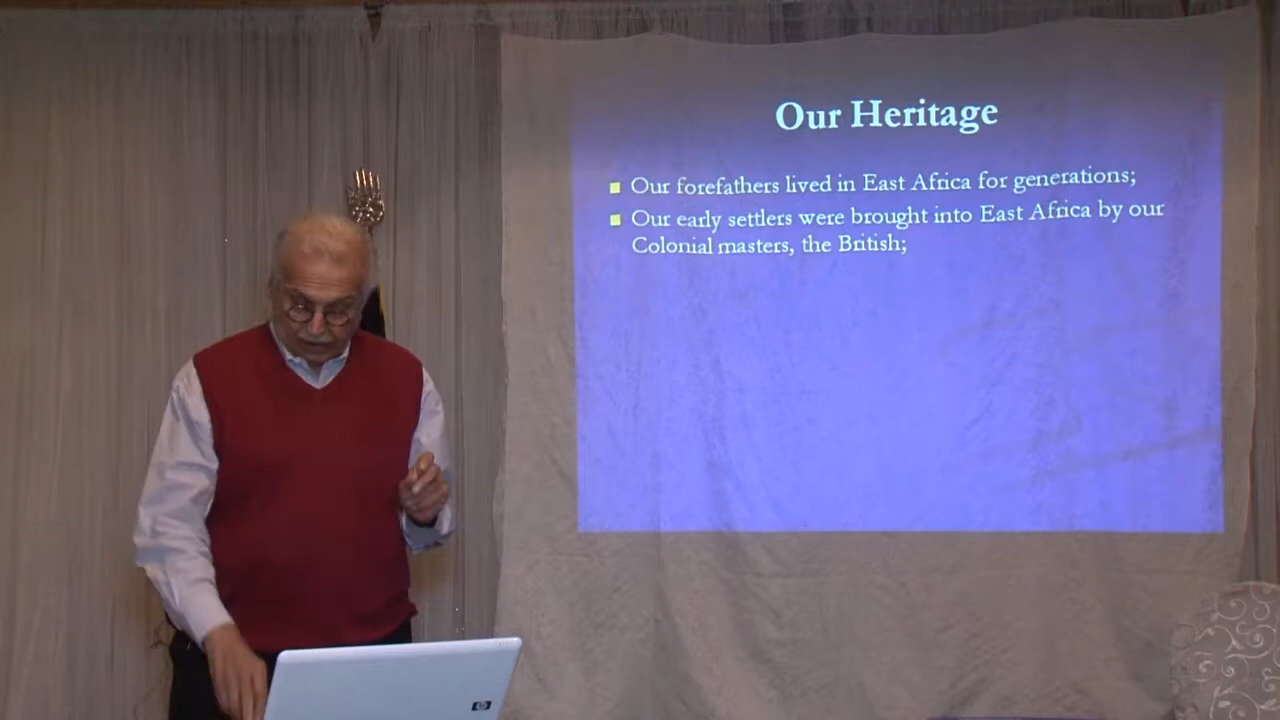 Our Heritage
Our forefathers lived in East Africa for generations;
Our early settlers were brought into East Africa by our
Colonial masters, the British;
hp